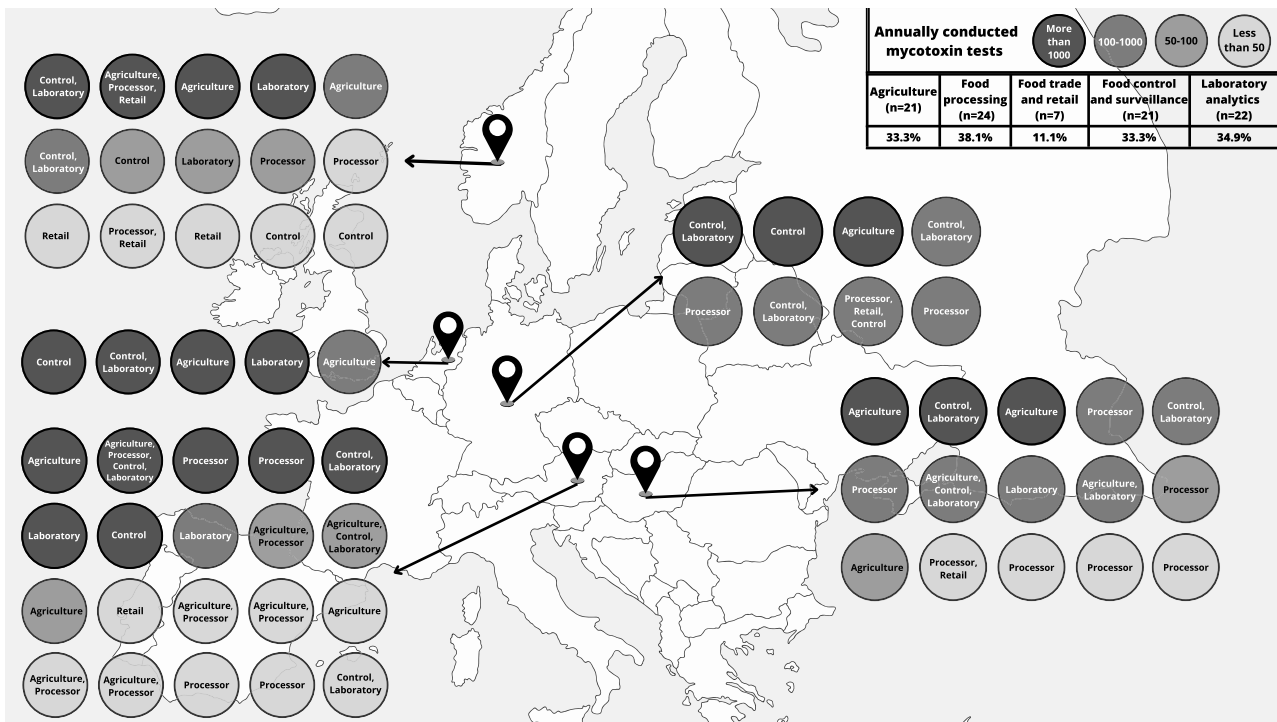 Annually conducted
mycotoxin tests
More
than
1000
100-1000
50-100
Less
than 50
Agriculture
(n=21)
Food
processing
(n=24)
Food trade
and retail
(n=7)
Food control
and surveillance
(n=21)
Laboratory
analytics
(n=22)
33.3%
38.1%
11.1%
33.3%
34.9%
Control,
Laboratory
Agriculture,
Processor,
Retail
Agriculture
Laboratory
Agriculture
Control,
Laboratory
Control
Laboratory
Processor
Processor
Retail
Processor,
Retail
Retail
Control
Control
Control,
Laboratory
Control
Agriculture
Control,
Laboratory
Processor
Control,
Laboratory
Processor,
Retail,
Control
Processor
Control
Control,
Laboratory
Agriculture
Laboratory
Agriculture
Agriculture
Control,
Laboratory
Agriculture
Processor
Control,
Laboratory
Processor
Agriculture,
Control,
Laboratory
Laboratory
Agriculture,
Laboratory
Processor
Agriculture
Processor,
Retail
Processor
Processor
Processor
Agriculture
Agriculture,
Processor,
Control,
Laboratory
Processor
Processor
Control,
Laboratory
Laboratory
Control
Laboratory
Agriculture,
Processor
Agriculture,
Control,
Laboratory
Agriculture
Retail
Agriculture,
Processor
Agriculture,
Processor
Agriculture
Agriculture,
Processor
Agriculture,
Processor
Processor
Processor
Control,
Laboratory